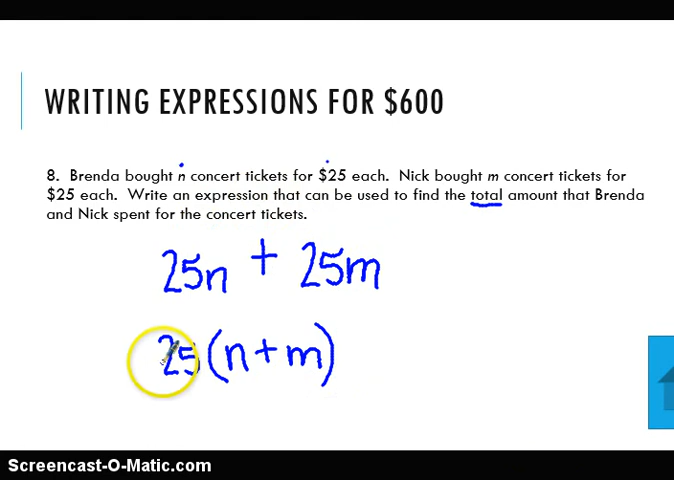 WRITING EXPRESSIONS FOR $600
8. Brenda bought n concert tickets for $25 each. Nick bought m concert tickets for
$25 each. Write an expression that can be used to find the total amount that Brenda
and Nick spent for the concert tickets.
25n + 25m
25(n+m)
Screencast-O-Matic.com